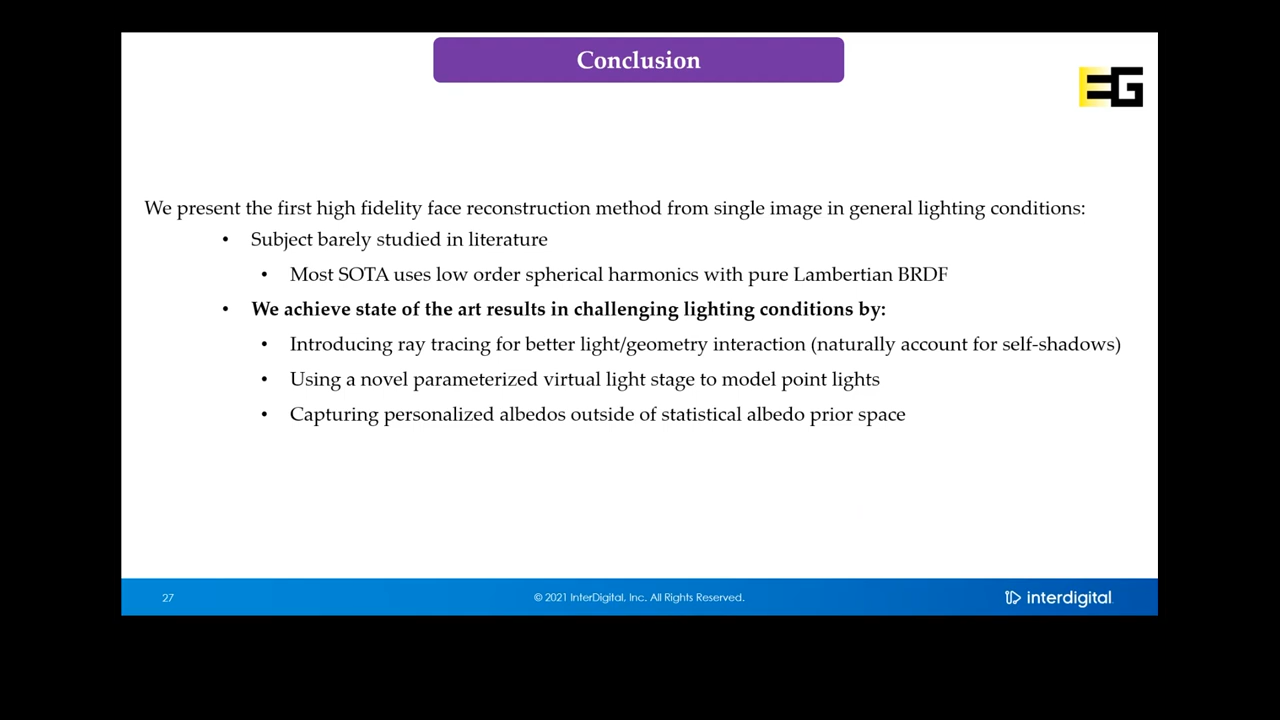 Conclusion
EG
We present the first high fidelity face reconstruction method from single image in general lighting conditions:
• Subject barely studied in literature
• Most SOTA uses low order spherical harmonics with pure Lambertian BRDF
• We achieve state of the art results in challenging lighting conditions by:
• Introducing ray tracing for better light/geometry interaction (naturally account for self-shadows)
• Using a novel parameterized virtual light stage to model point lights
• Capturing personalized albedos outside of statistical albedo prior space
27
© 2021 InterDigital, Inc. All Rights Reserved.
interdigital